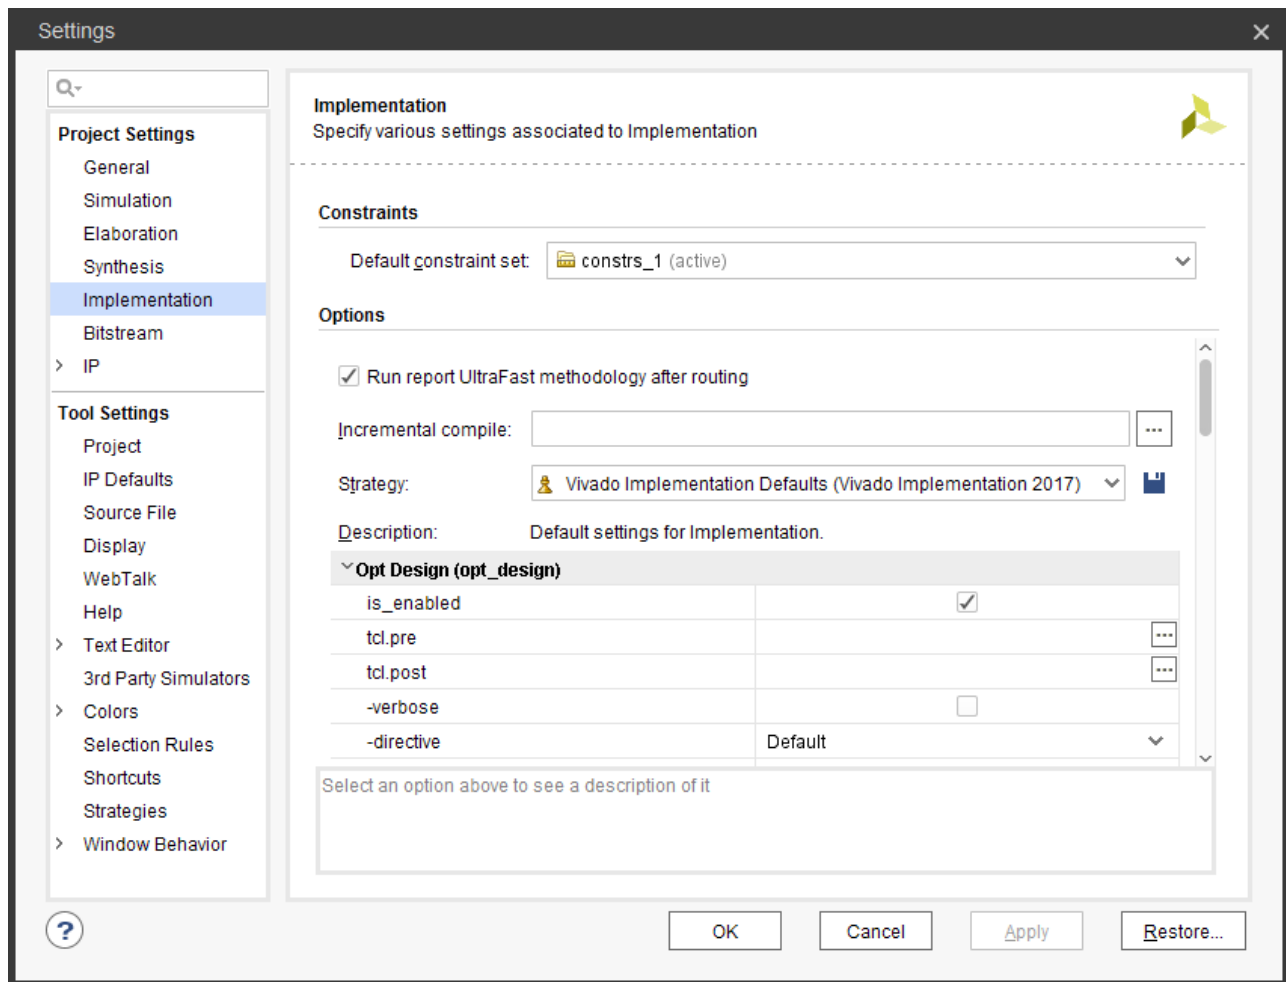 Settings
Project Settings
General
Simulation
Elaboration
Synthesis
Implementation
Bitstream
IP
Tool Settings
Project
IP Defaults
Source File
Display
WebTalk
Help
Text Editor
3rd Party Simulators
Colors
Selection Rules
Shortcuts
Strategies
Window Behavior
Implementation
Specify various settings associated to Implementation
Constraints
Default constraint set: constrs_1 (active)
Options
Run report UltraFast methodology after routing
Incremental compile: ...
Strategy: Vivado Implementation Defaults (Vivado Implementation 2017)
Description: Default settings for Implementation.
Opt Design (opt_design)
is_enabled
tcl.pre ...
tcl.post ...
-verbose
-directive Default
Select an option above to see a description of it
? OK Cancel Apply Restore...